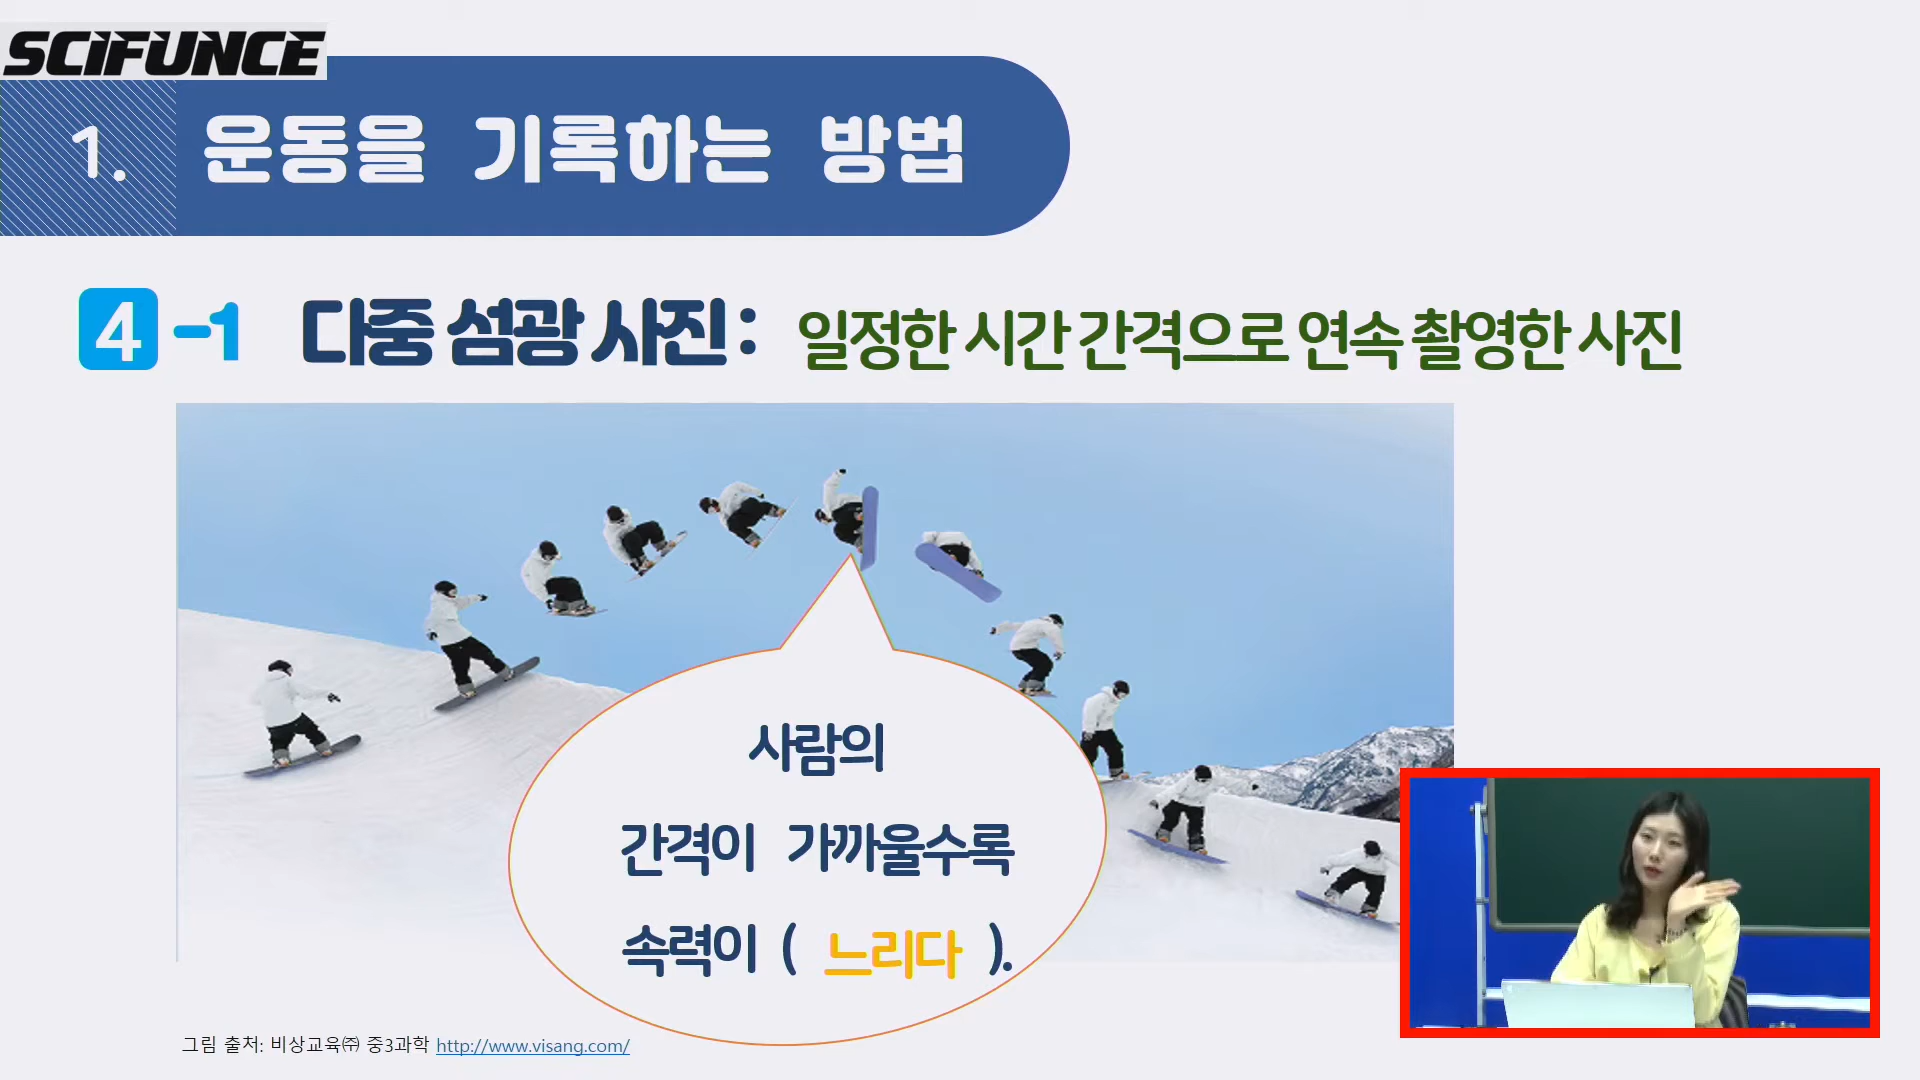 SCIFUNCE
1. 운동을 기록하는 방법
4 -1 다중 섬광 사진 : 일정한 시간 간격으로 연속 촬영한 사진
사람의
간격이 가까울수록
속력이 ( 느리다 ).
그림 출처: 비상교육㈜ 중3과학 http://www.visang.com/